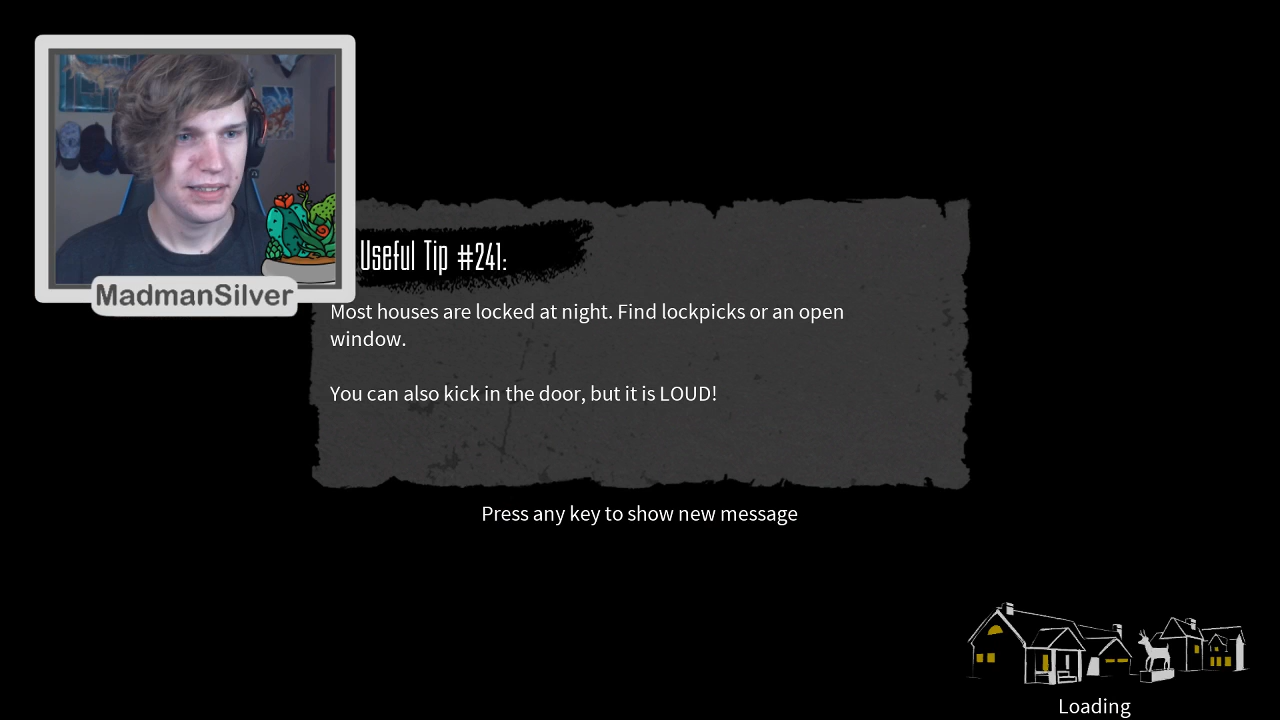 MadmanSilver
Useful Tip #241:
Most houses are locked at night. Find lockpicks or an open
window.
You can also kick in the door, but it is LOUD!
Press any key to show new message
Loading